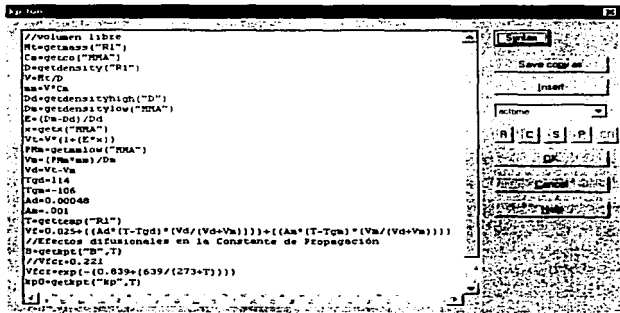 kp.fun
//volumen libre
Mt=getmass("R1")
Cm=getco("MMA")
D=getdensity("R1")
V=Mt/D
mm=V*Cm
Dd=getdensityhigh("D")
Dm=getdensitylow("MMA")
E=(Dm-Dd)/Dd
x=getx("MMA")
Vt=V*(1+(E*x))
PMm=getmmlow("MMA")
Vm=(PMm*mm)/Dm
Vd=Vt-Vm
Tgd=114
Tgm=-106
Ad=0.00048
Am=.001
T=gettemp("R1")
Vf=0.025+((Ad*(T-Tgd)*(Vd/(Vd+Vm))))+((Am*(T-Tgm)*(Vm/(Vd+Vm))))
//Efectos difusionales en la Constante de Propagación
B=getkpt("B",T)
//Vfcr=0.221
Vfcr=exp(-(0.839+(639/(273+T))))
kp0=getkpt("kp",T)
Syntax
Save copy as
Insert
R C S P
OK
Cancel
Help